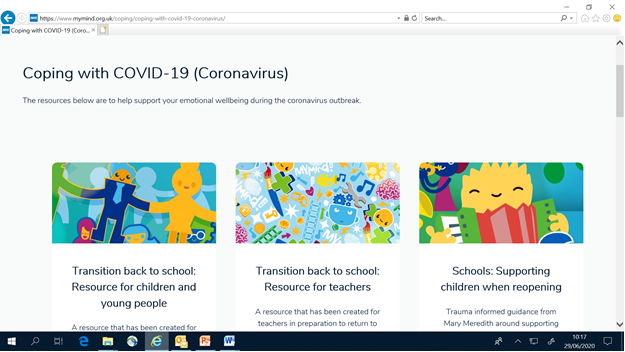 https://www.mymind.org.uk/coping/coping-with-covid-19-coronavirus/
Search...
Coping with COVID-19 (Coro...
Coping with COVID-19 (Coronavirus)
The resources below are to help support your emotional wellbeing during the coronavirus outbreak.
Transition back to school:
Resource for children and
young people
A resource that has been created for
Transition back to school:
Resource for teachers
A resource that has been created for
teachers in preparation to return to
Schools: Supporting
children when reopening
Trauma informed guidance from
Mary Meredith around supporting
10:17
29/06/2020